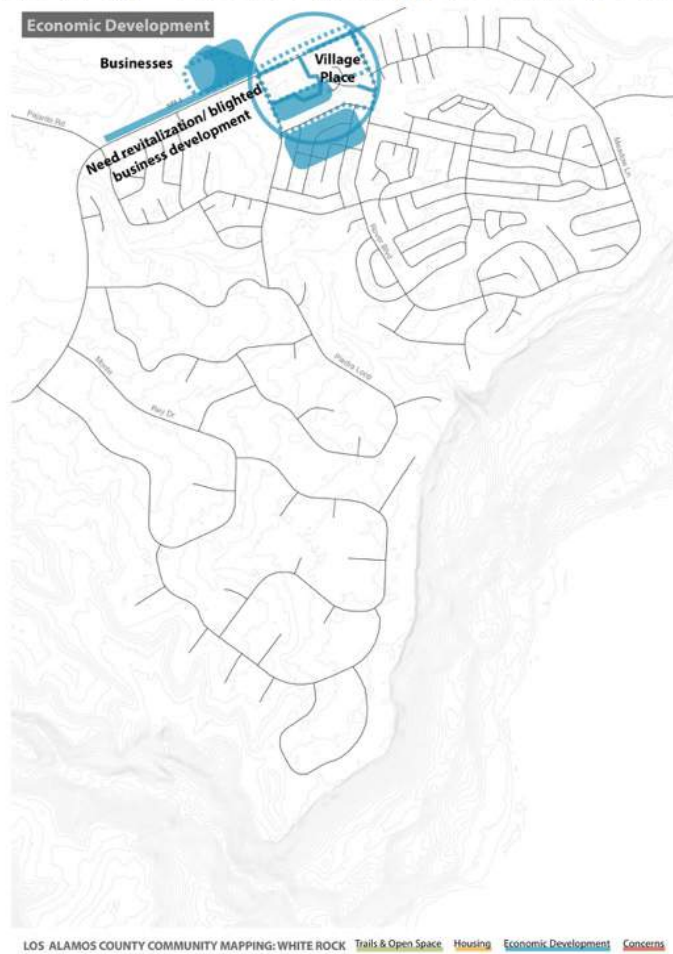 Economic Development
Businesses
Village
Place
Need revitalization/ blighted
business development
Pajarito Rd
Meadow Ln
Rover Blvd
Piedra Loop
Monte
Rey Dr
LOS ALAMOS COUNTY COMMUNITY MAPPING: WHITE ROCK Trails & Open Space Housing Economic Development Concerns